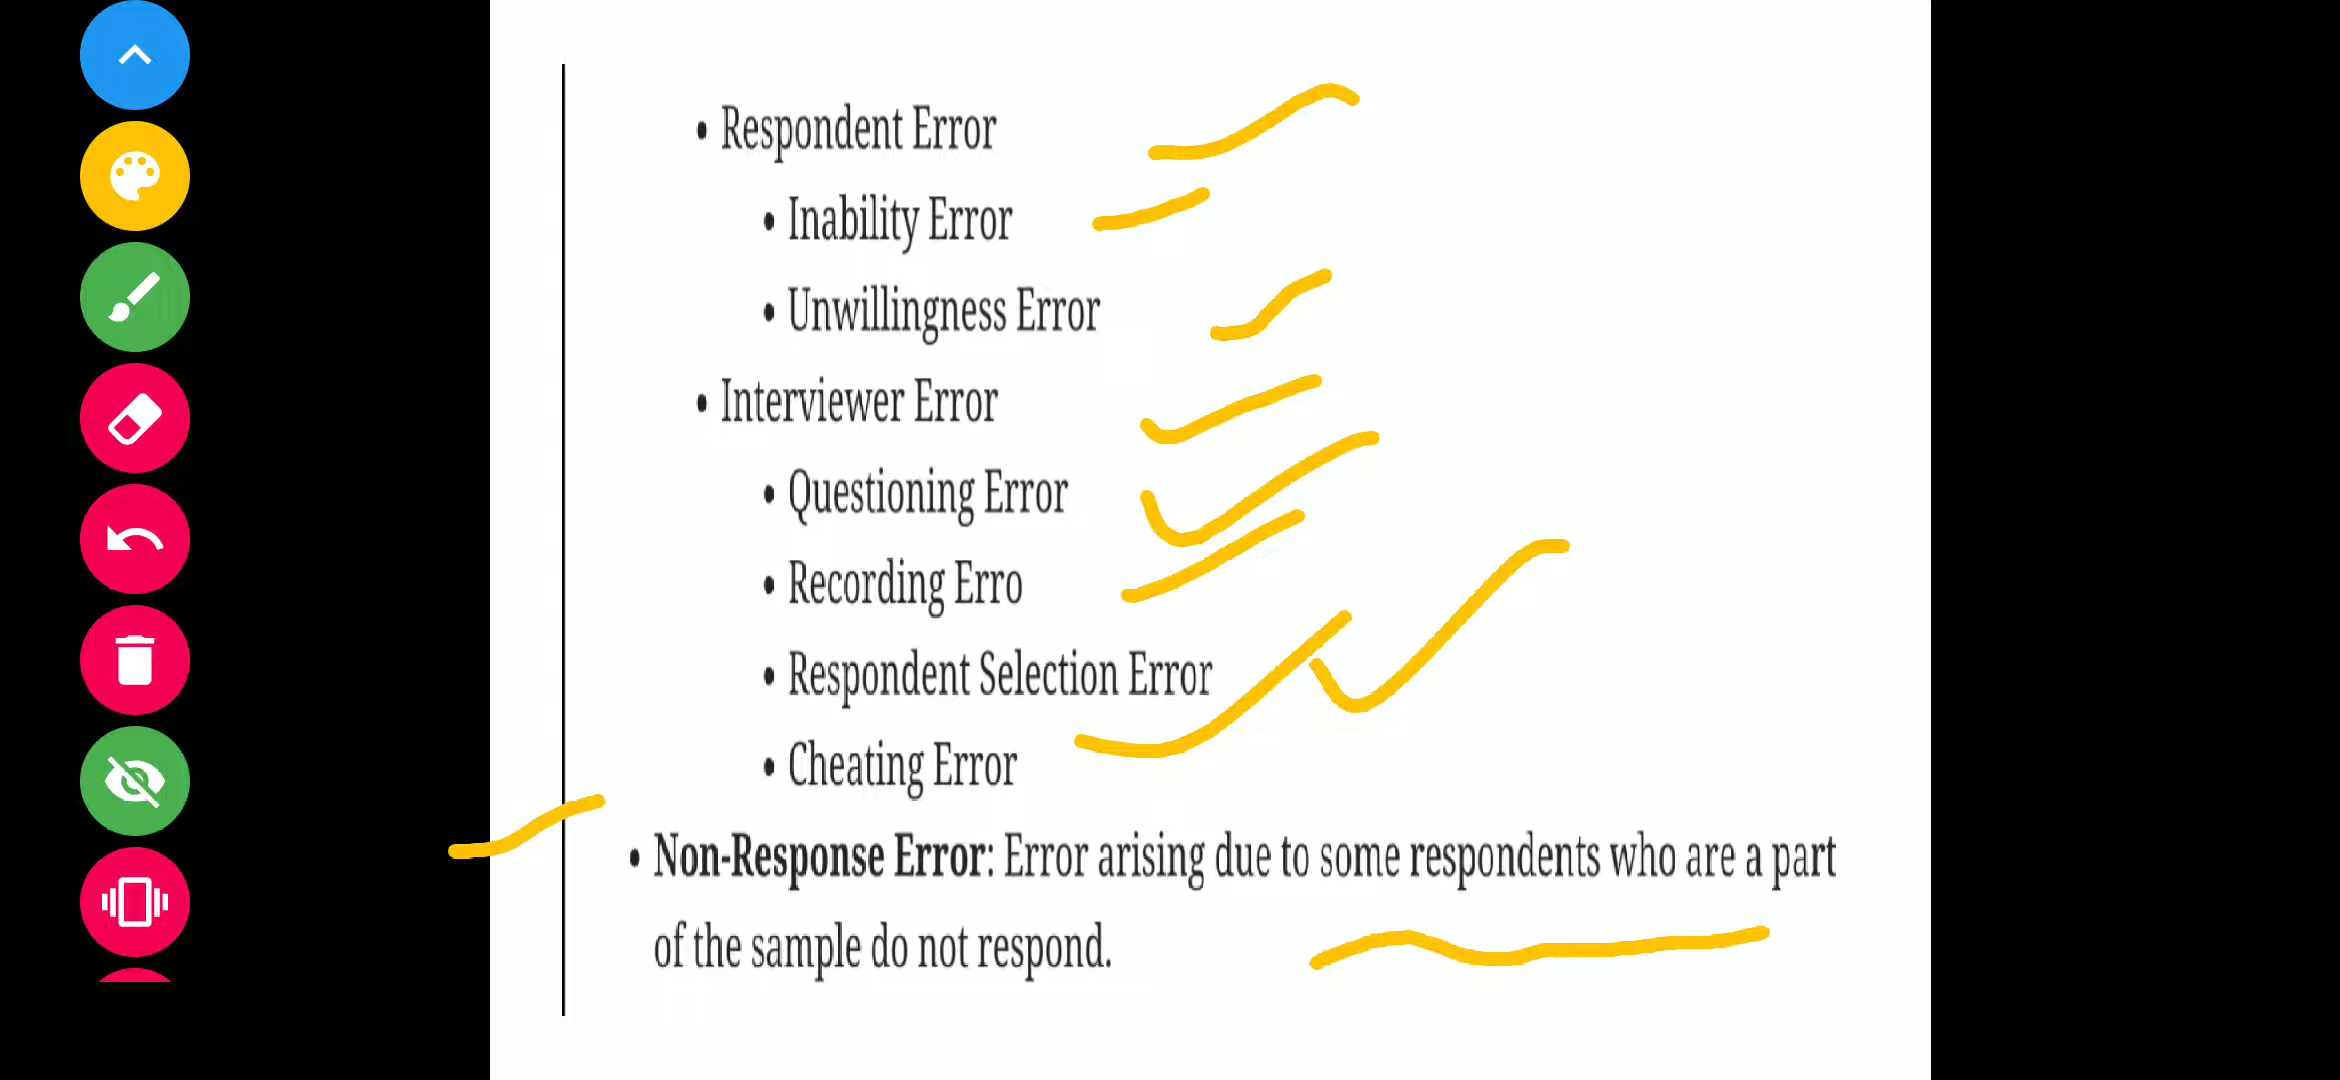 • Respondent Error
• Inability Error
• Unwillingness Error
• Interviewer Error
• Questioning Error
• Recording Erro
• Respondent Selection Error
• Cheating Error
• Non-Response Error: Error arising due to some respondents who are a part
of the sample do not respond.